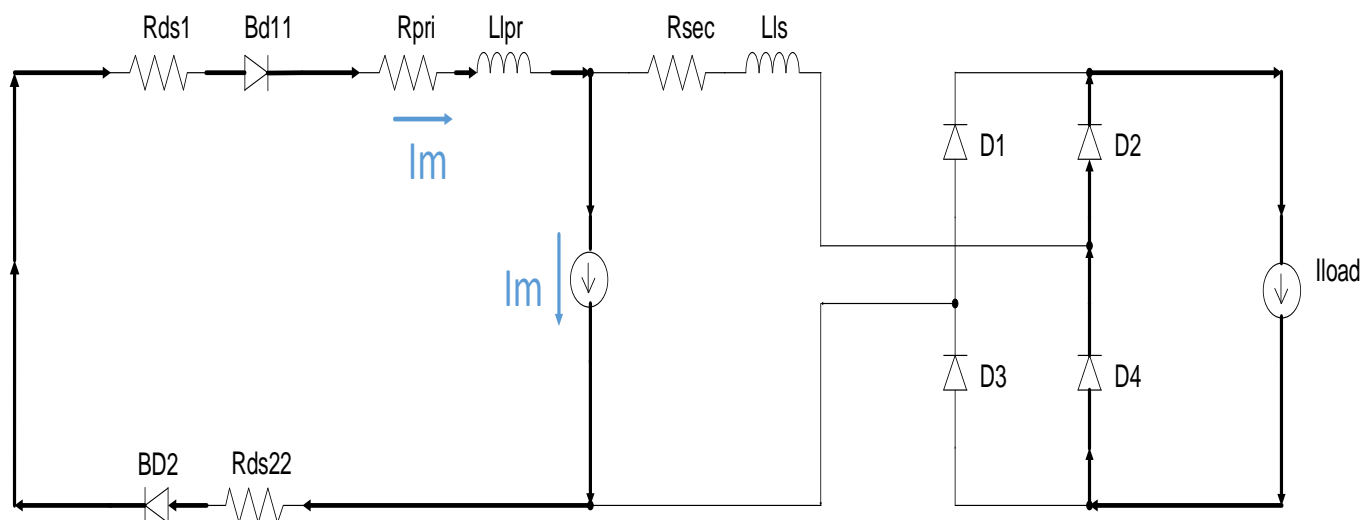 Rds1 Bd11 Rpri Llpr Rsec Lls
Im
D1 D2
Im
Iload
D3 D4
BD2 Rds22